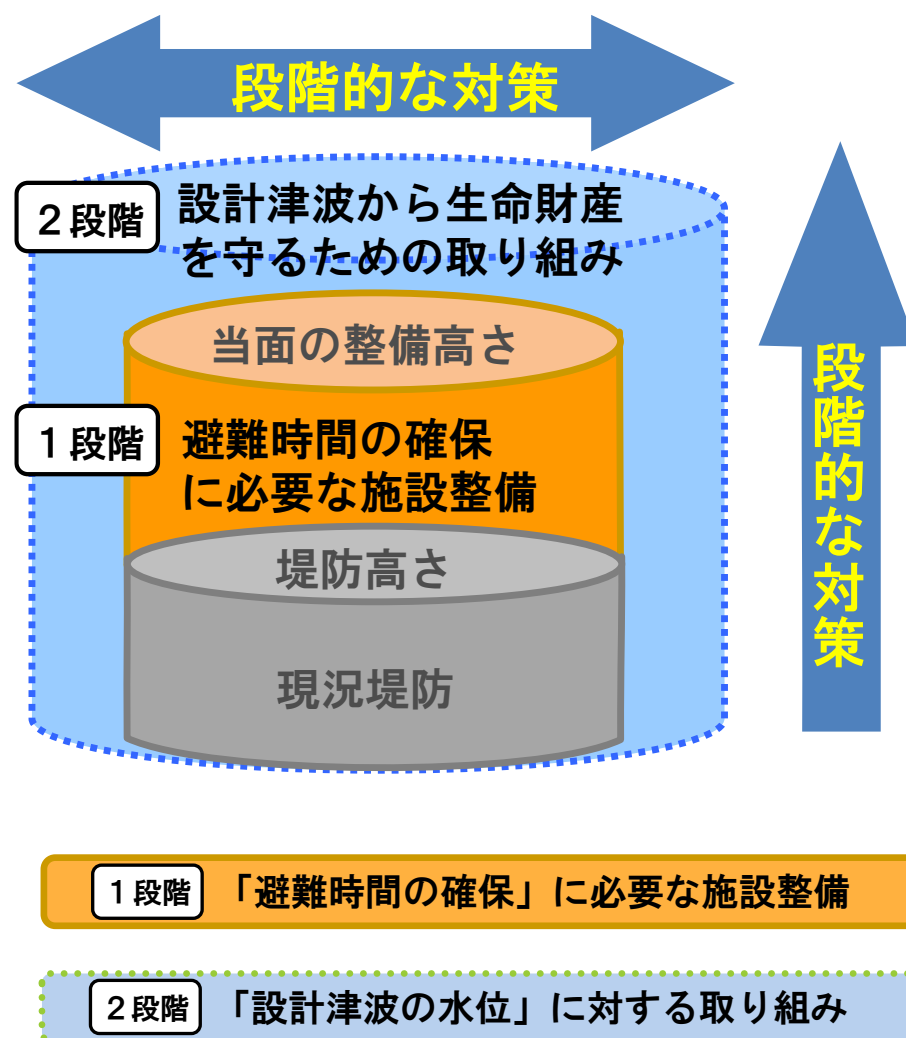 段階的な対策
2段階
設計津波から生命財産
を守るための取り組み
当面の整備高さ
1段階
避難時間の確保
に必要な施設整備
堤防高さ
現況堤防
段階的な対策
1段階 「避難時間の確保」に必要な施設整備
2段階 「設計津波の水位」に対する取り組み